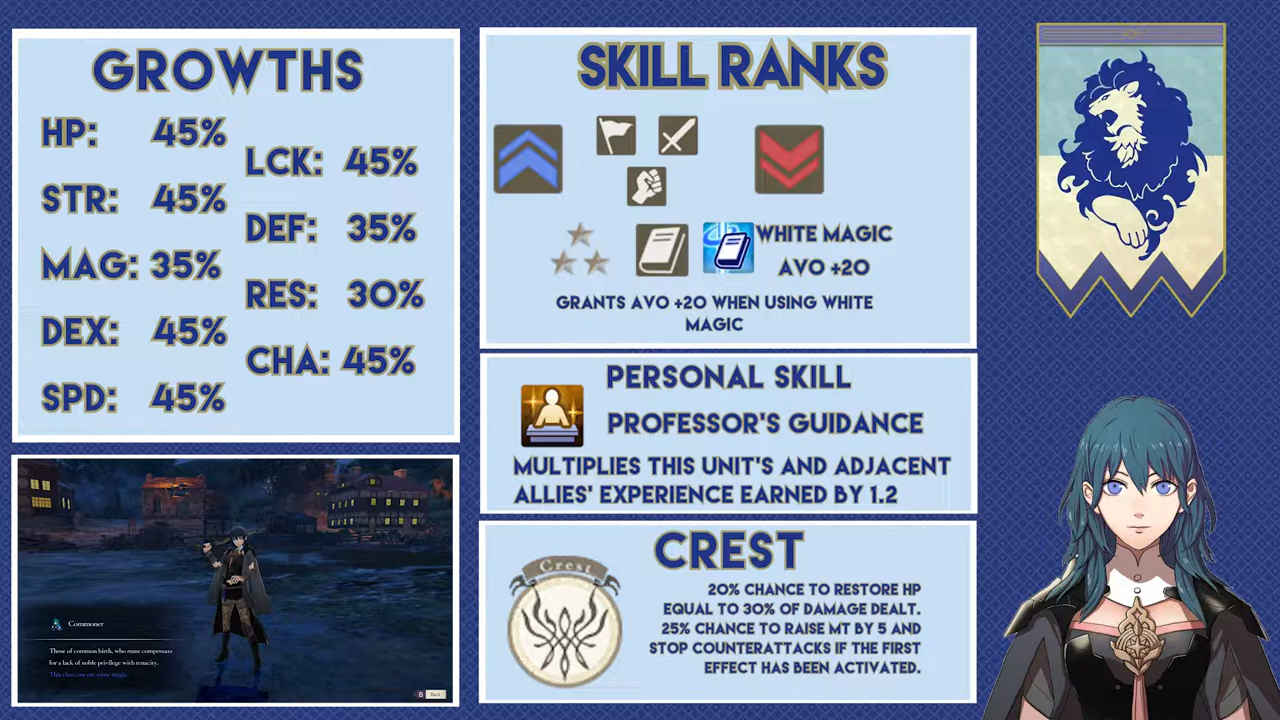 GROWTHS
HP: 45%
STR: 45%
MAG: 35%
DEX: 45%
SPD: 45%
LCK: 45%
DEF: 35%
RES: 30%
CHA: 45%
SKILL RANKS
WHITE MAGIC
AVO +20
GRANTS AVO +20 WHEN USING WHITE
MAGIC
PERSONAL SKILL
PROFESSOR'S GUIDANCE
MULTIPLIES THIS UNIT'S AND ADJACENT
ALLIES' EXPERIENCE EARNED BY 1.2
Commoner
Those of common birth, who must compensate
for a lack of noble privilege with tenacity.
This class can use some magic.
B Back
CREST
Crest
20% CHANCE TO RESTORE HP
EQUAL TO 30% OF DAMAGE DEALT.
25% CHANCE TO RAISE MT BY 5 AND
STOP COUNTERATTACKS IF THE FIRST
EFFECT HAS BEEN ACTIVATED.